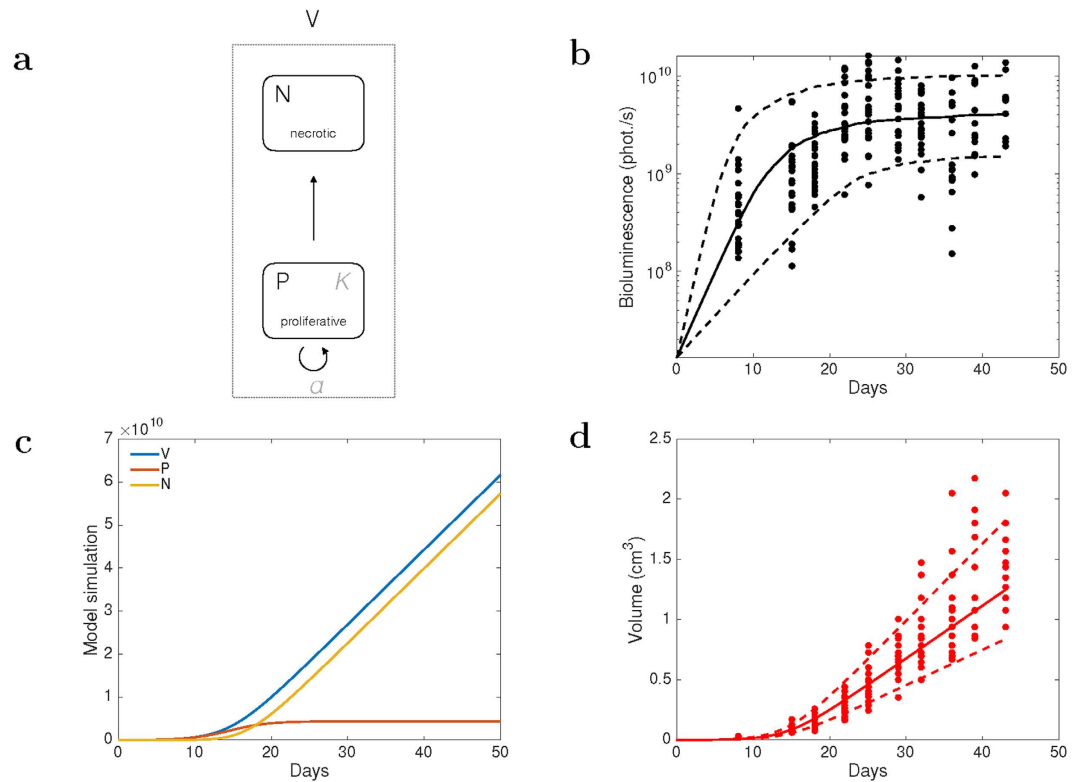 a
V
N
necrotic
P K
proliferative
a
b
Bioluminescence (phot./s)
10^10
10^9
10^8
0 10 20 30 40 50
Days
c
×10^10
Model simulation
7
6
5
4
3
2
1
0
V
P
N
0 10 20 30 40 50
Days
d
Volume (cm^3)
2.5
2
1.5
1
0.5
0
0 10 20 30 40 50
Days